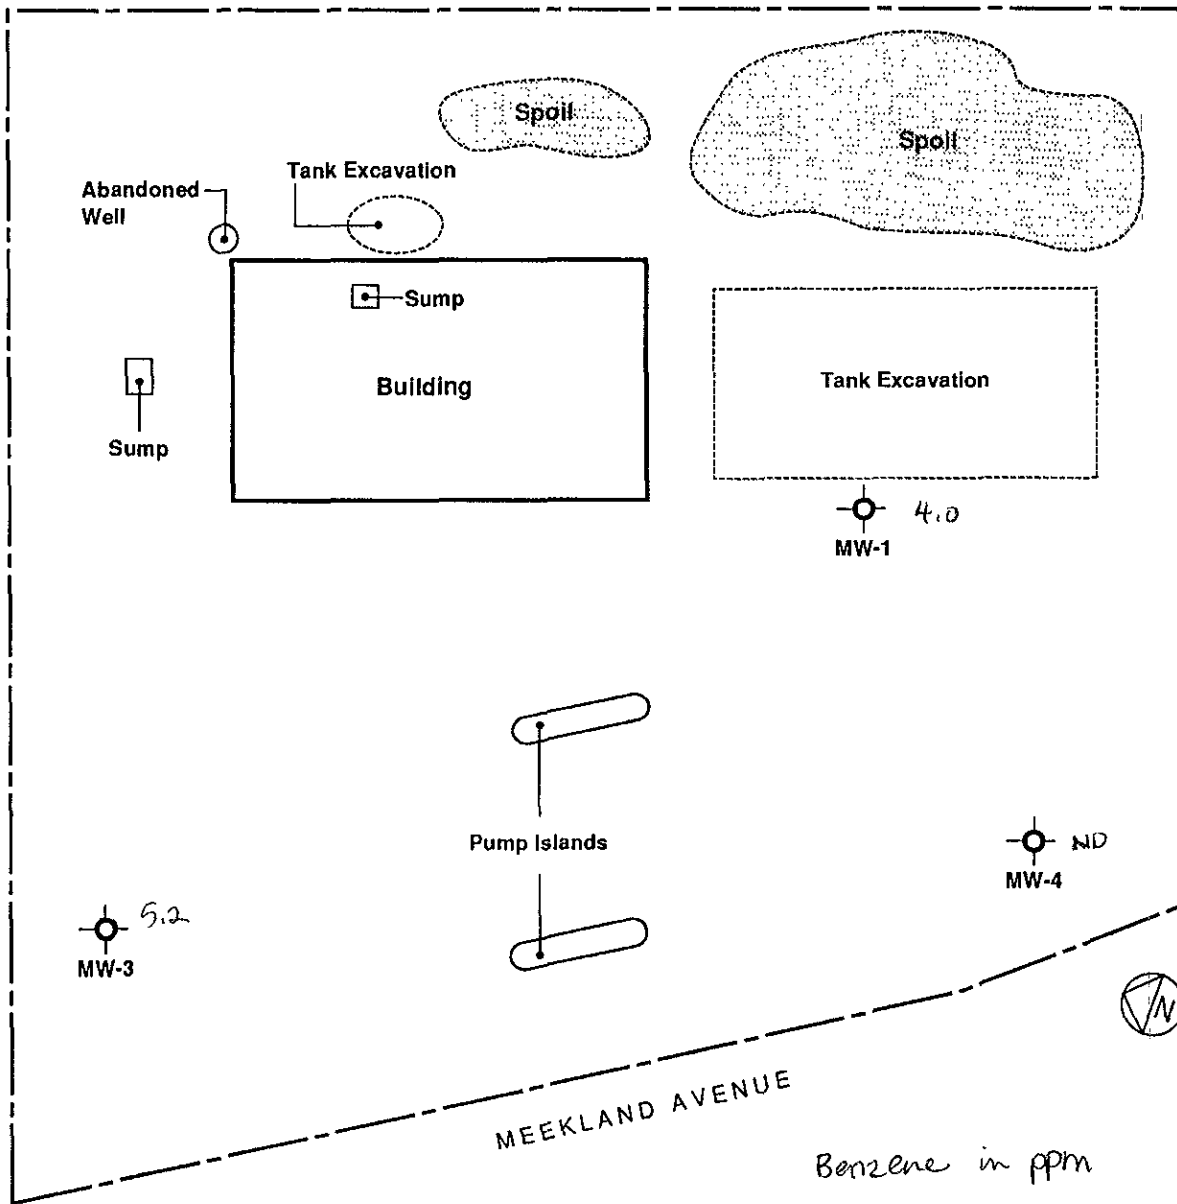 Spoil
Spoil
Tank Excavation
Abandoned
Well
Sump
Building
Tank Excavation
Sump
4.0
MW-1
Pump Islands
ND
MW-4
5.2
MW-3
N
MEEKLAND AVENUE
Benzene in ppm